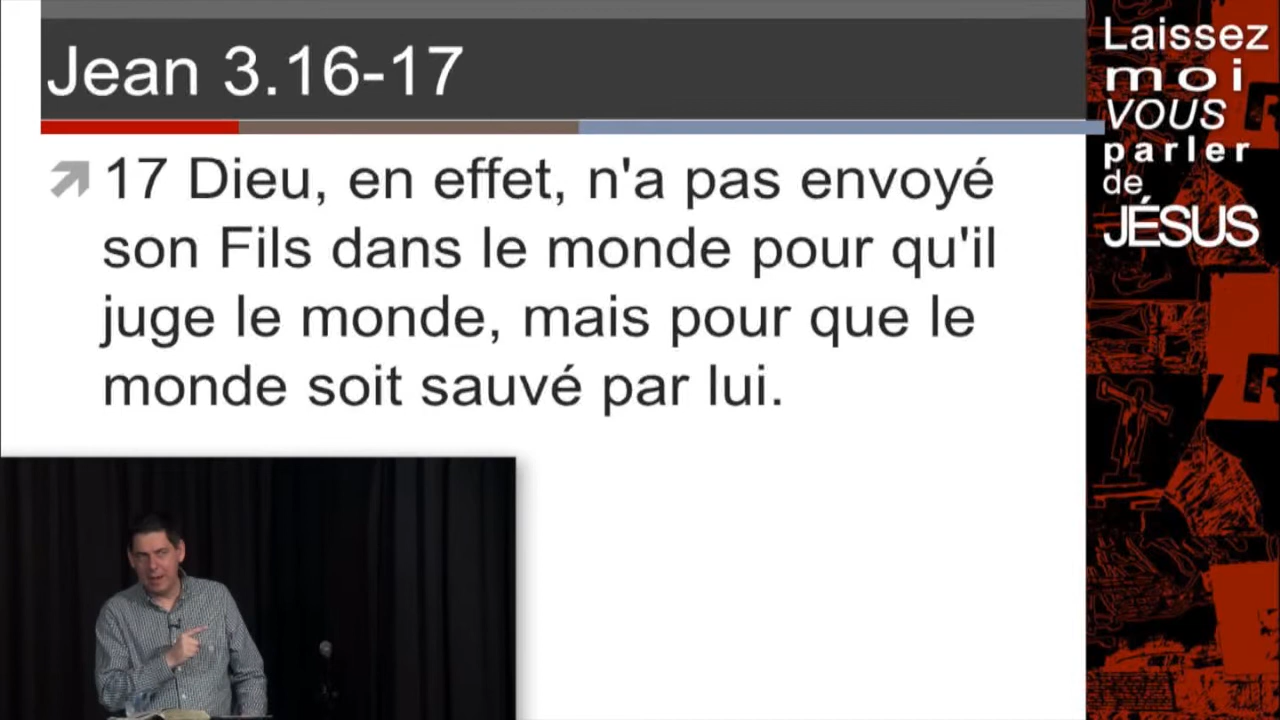 Jean 3.16-17
17 Dieu, en effet, n'a pas envoyé
son Fils dans le monde pour qu'il
juge le monde, mais pour que le
monde soit sauvé par lui.
Laissez
moi
VOUS
parler
de
JÉSUS